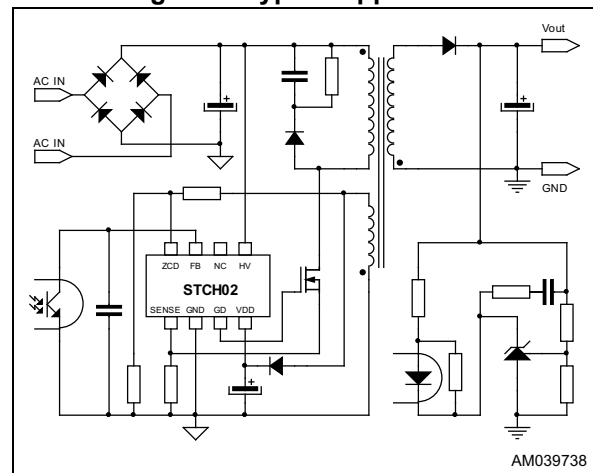 AC IN
AC IN
Vout
GND
ZCD FB NC HV
STCH02
SENSE GND GD VDD
AM039738